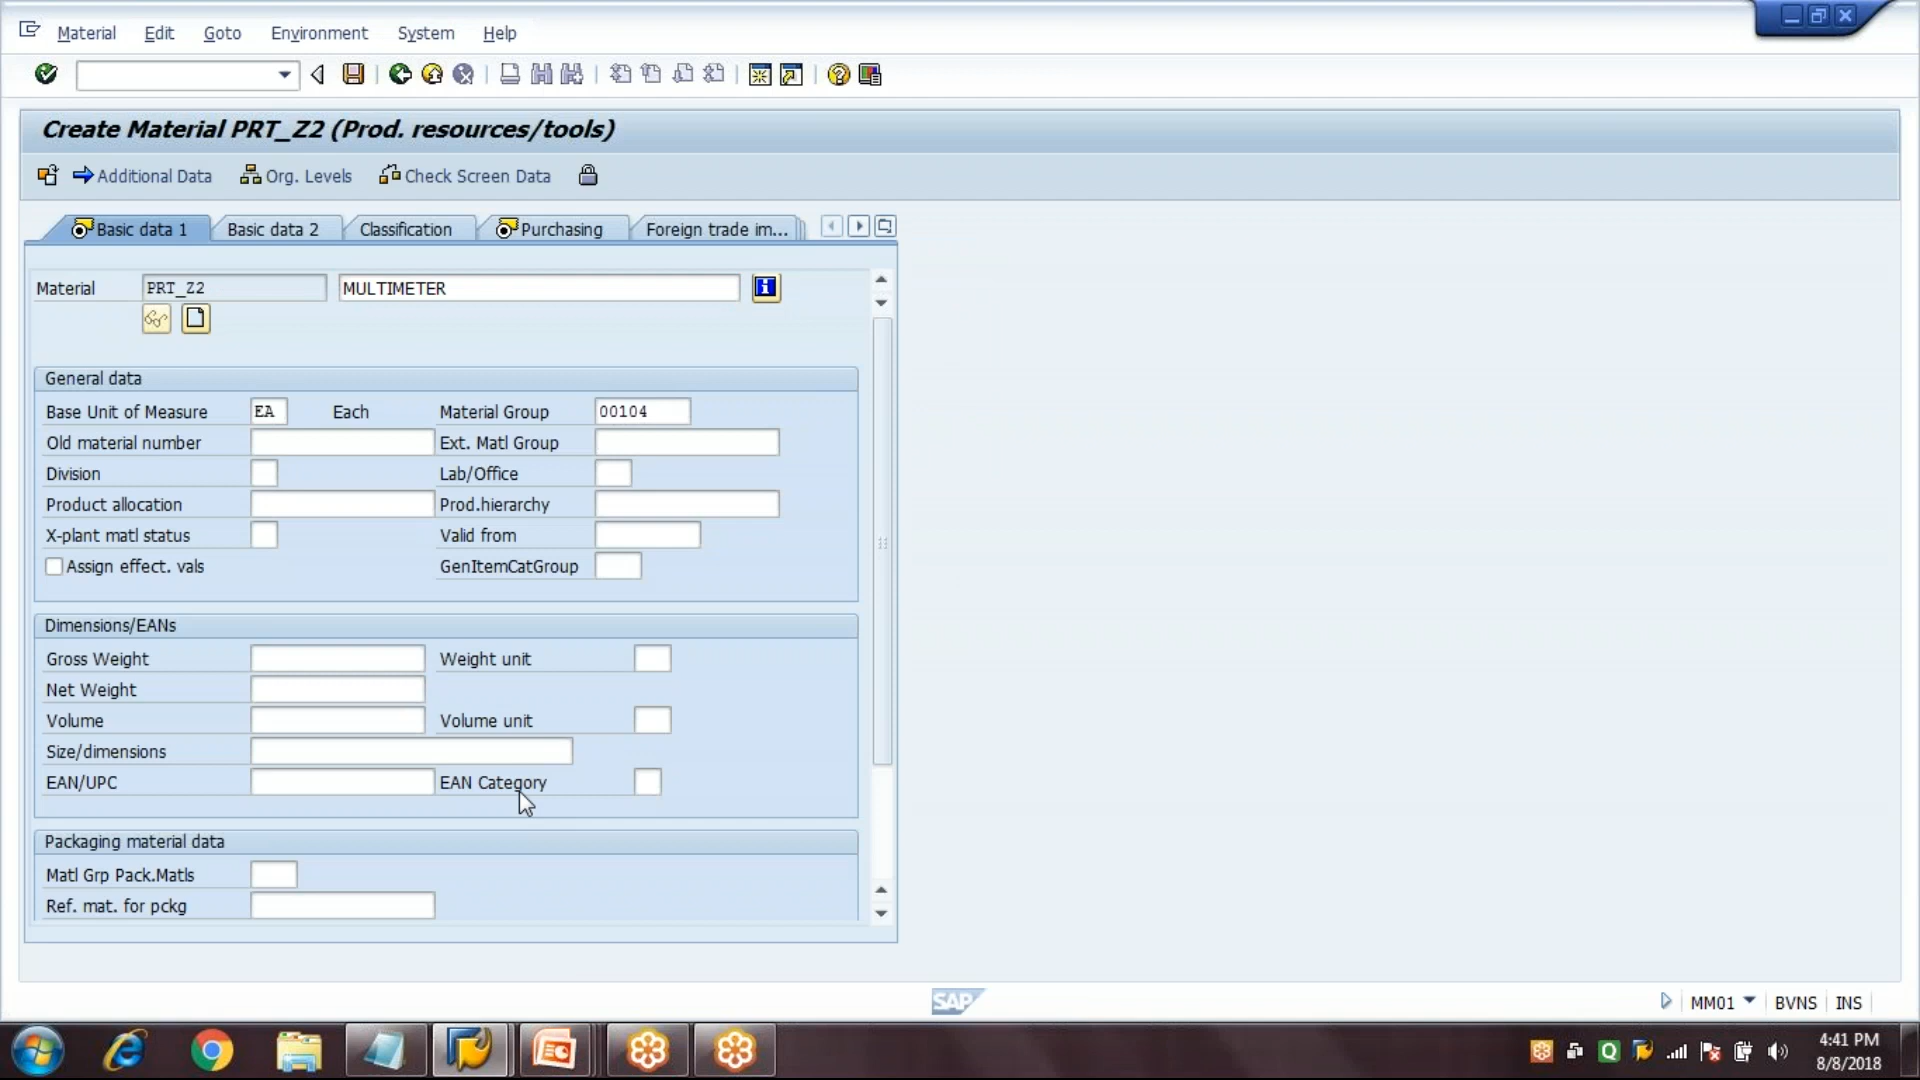 Material Edit Goto Environment System Help
Create Material PRT_Z2 (Prod. resources/tools)
Additional Data Org. Levels Check Screen Data
Basic data 1 Basic data 2 Classification Purchasing Foreign trade im...
Material PRT_Z2 MULTIMETER
General data
Base Unit of Measure EA Each Material Group 00104
Old material number Ext. Matl Group
Division Lab/Office
Product allocation Prod.hierarchy
X-plant matl status Valid from
Assign effect. vals GenItemCatGroup
Dimensions/EANs
Gross Weight Weight unit
Net Weight
Volume Volume unit
Size/dimensions
EAN/UPC EAN Category
Packaging material data
Matl Grp Pack.Matls
Ref. mat. for pckg
SAP MM01 BVNS INS
4:41 PM
8/8/2018